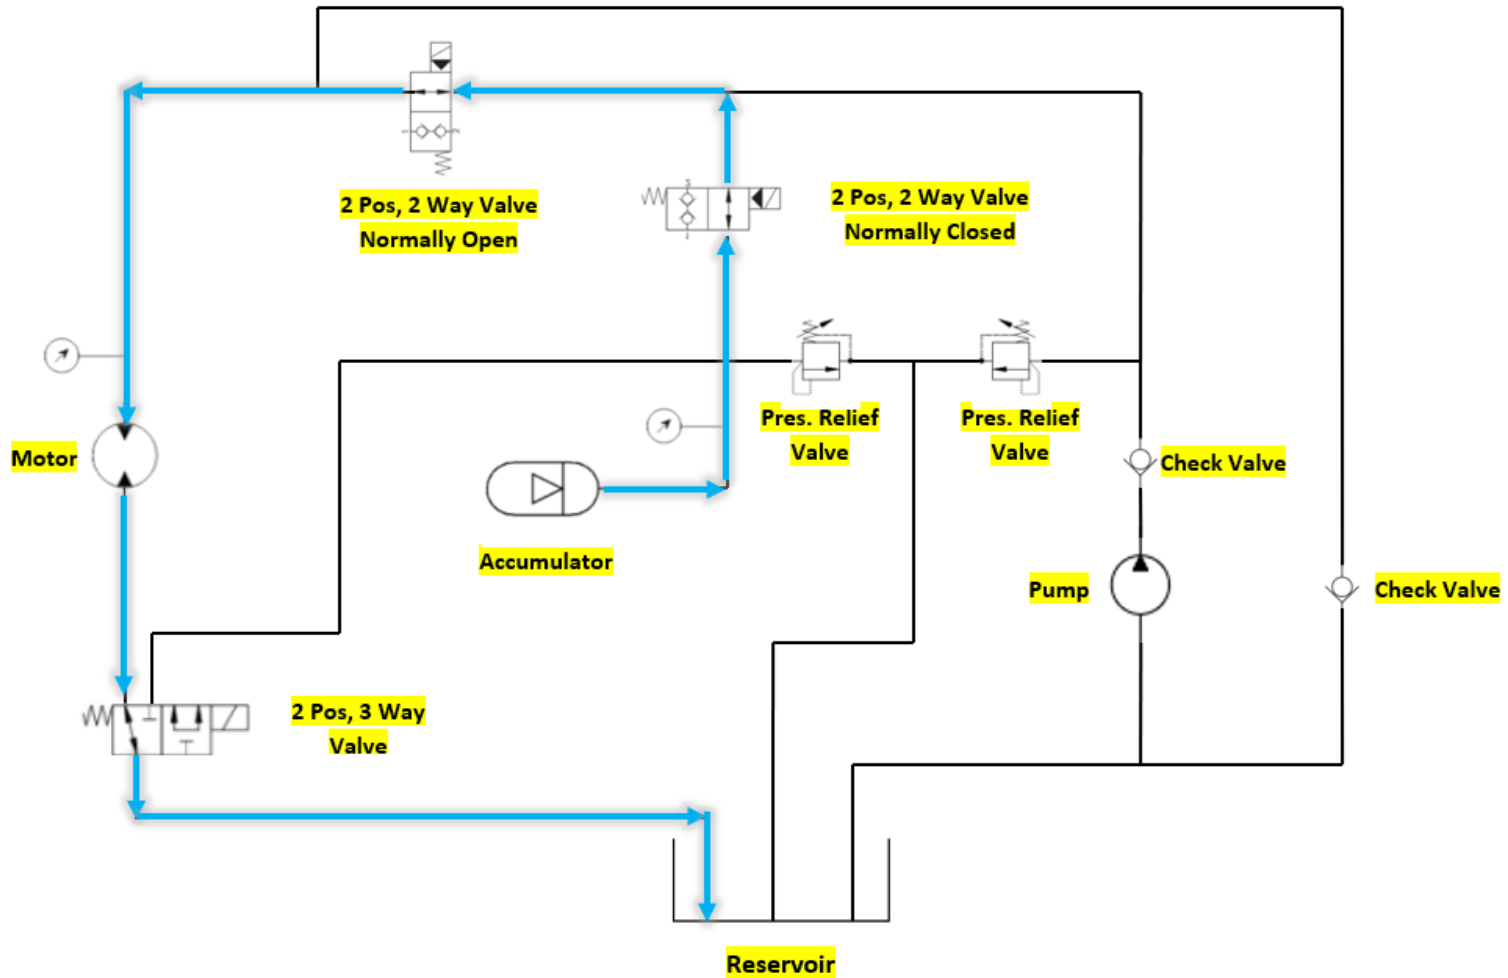 2 Pos, 2 Way Valve
Normally Open
2 Pos, 2 Way Valve
Normally Closed
Pres. Relief
Valve
Pres. Relief
Valve
Motor
Check Valve
Accumulator
Pump
Check Valve
2 Pos, 3 Way
Valve
Reservoir